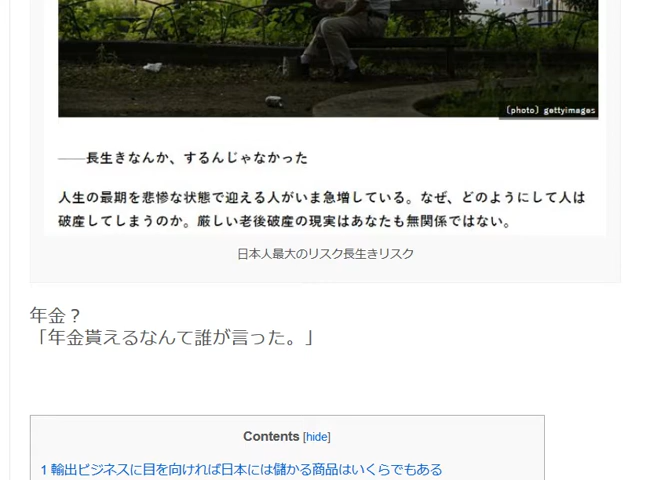 (photo) gettyimages
——長生きなんか、するんじゃなかった
人生の最期を悲惨な状態で迎える人がいま急増している。なぜ、どのようにして人は
破産してしまうのか。厳しい老後破産の現実はあなたも無関係ではない。
日本人最大のリスク長生きリスク
年金？
「年金貰えるなんて誰が言った。」
Contents [hide]
1 輸出ビジネスに目を向ければ日本には儲かる商品はいくらでもある